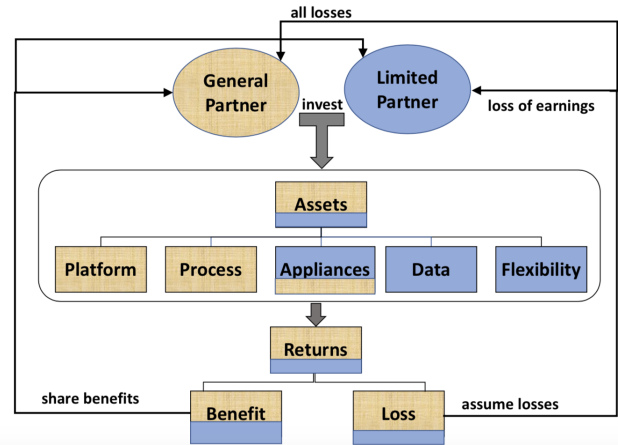 all losses
General
Partner
Limited
Partner
invest
loss of earnings
Assets
Platform
Process
Appliances
Data
Flexibility
Returns
share benefits
Benefit
Loss
assume losses